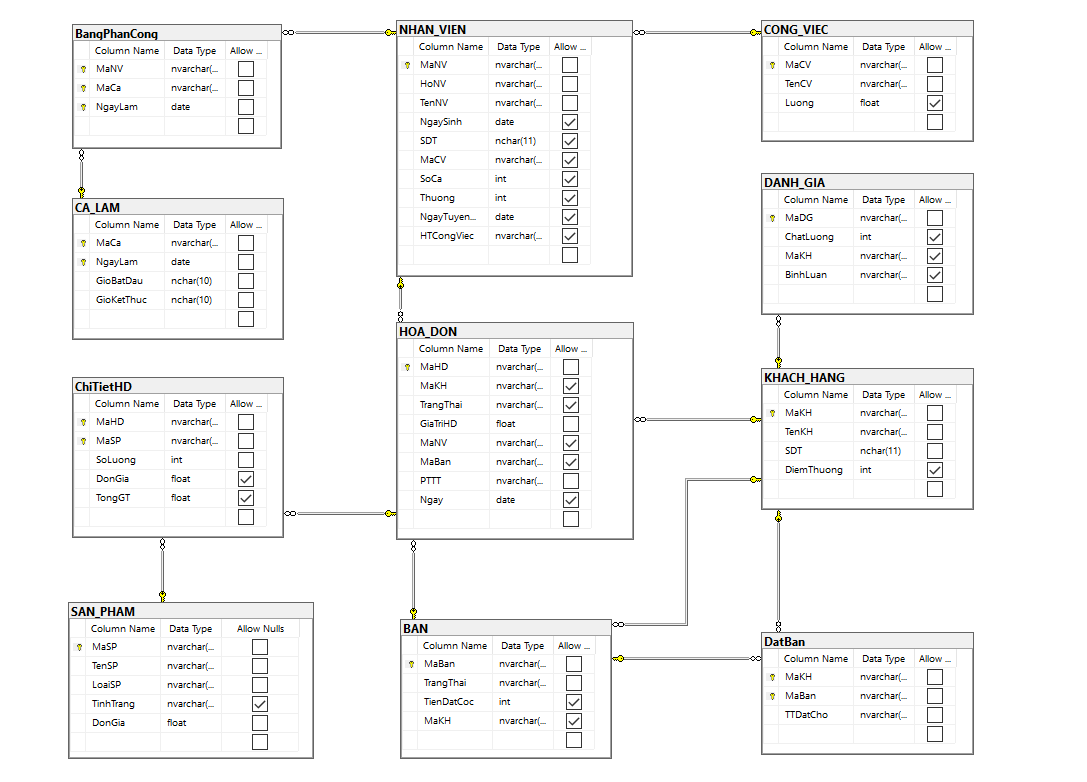 BangPhanCong
Column Name Data Type Allow ...
MaNV nvarchar(...
MaCa nvarchar(...
NgayLam date
NHAN_VIEN
Column Name Data Type Allow ...
MaNV nvarchar(...
HoNV nvarchar(...
TenNV nvarchar(...
NgaySinh date
SDT nchar(11)
MaCV nvarchar(...
SoCa int
Thuong int
NgayTuyen... date
HTCongViec nvarchar(...
CONG_VIEC
Column Name Data Type Allow ...
MaCV nvarchar(...
TenCV nvarchar(...
Luong float
CA_LAM
Column Name Data Type Allow ...
MaCa nvarchar(...
NgayLam date
GioBatDau nchar(10)
GioKetThuc nchar(10)
DANH_GIA
Column Name Data Type Allow ...
MaDG nvarchar(...
ChatLuong int
MaKH nvarchar(...
BinhLuan nvarchar(...
HOA_DON
Column Name Data Type Allow ...
MaHD nvarchar(...
MaKH nvarchar(...
TrangThai nvarchar(...
GiaTriHD float
MaNV nvarchar(...
MaBan nvarchar(...
PTTT nvarchar(...
Ngay date
ChiTietHD
Column Name Data Type Allow ...
MaHD nvarchar(...
MaSP nvarchar(...
SoLuong int
DonGia float
TongGT float
KHACH_HANG
Column Name Data Type Allow ...
MaKH nvarchar(...
TenKH nvarchar(...
SDT nchar(11)
DiemThuong int
SAN_PHAM
Column Name Data Type Allow Nulls
MaSP nvarchar(...
TenSP nvarchar(...
LoaiSP nvarchar(...
TinhTrang nvarchar(...
DonGia float
BAN
Column Name Data Type Allow ...
MaBan nvarchar(...
TrangThai nvarchar(...
TienDatCoc int
MaKH nvarchar(...
DatBan
Column Name Data Type Allow ...
MaKH nvarchar(...
MaBan nvarchar(...
TTDatCho nvarchar(...